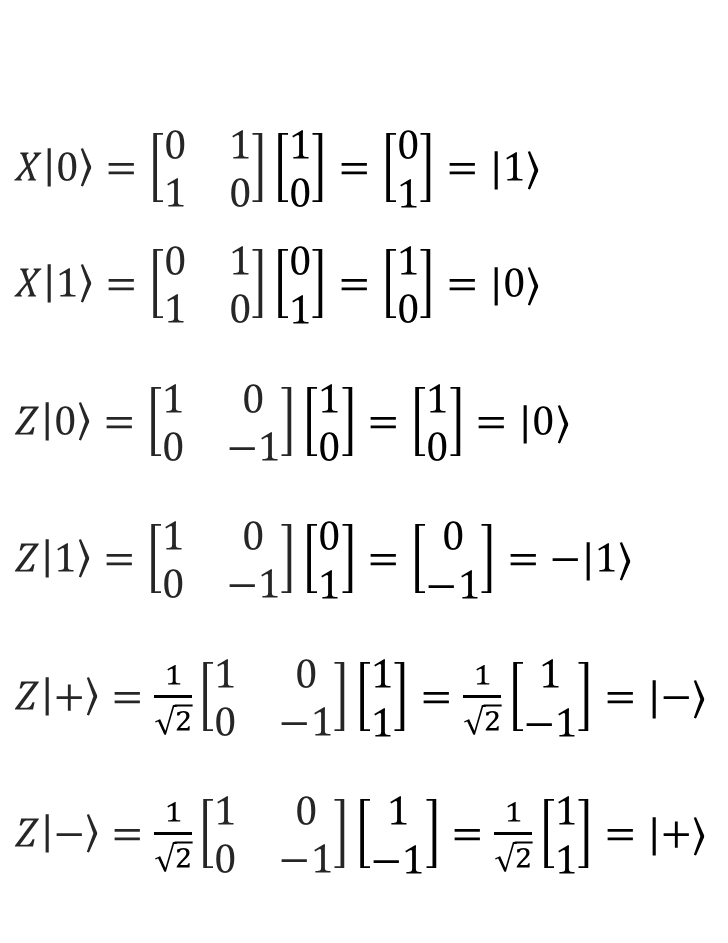 X|0⟩ = [0 1; 1 0] [1; 0] = [0; 1] = |1⟩
X|1⟩ = [0 1; 1 0] [0; 1] = [1; 0] = |0⟩
Z|0⟩ = [1 0; 0 −1] [1; 0] = [1; 0] = |0⟩
Z|1⟩ = [1 0; 0 −1] [0; 1] = [0; −1] = −|1⟩
Z|+⟩ = 1/√2 [1 0; 0 −1] [1; 1] = 1/√2 [1; −1] = |−⟩
Z|−⟩ = 1/√2 [1 0; 0 −1] [1; −1] = 1/√2 [1; 1] = |+⟩